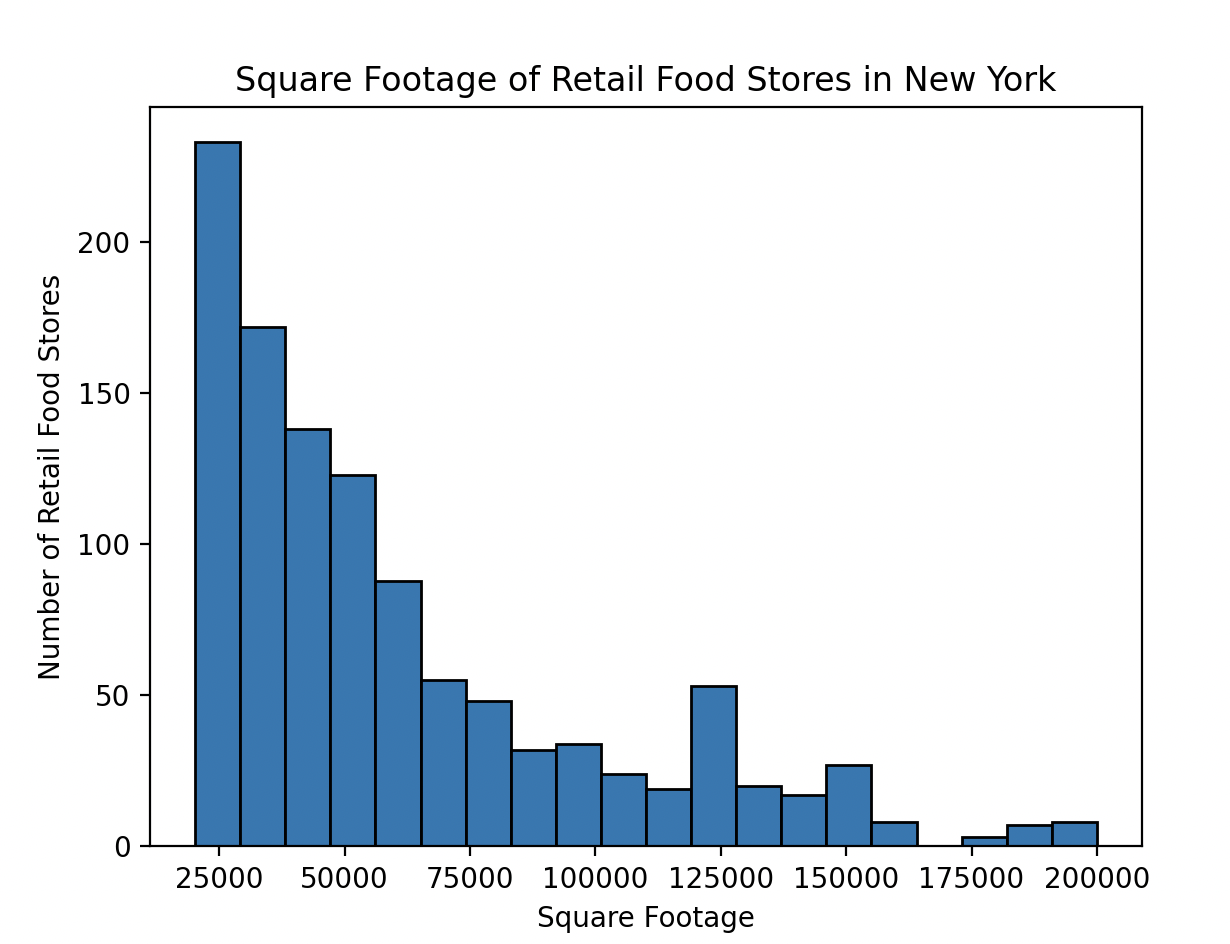 Square Footage of Retail Food Stores in New York
Number of Retail Food Stores
200
150
100
50
0
25000 50000 75000 100000 125000 150000 175000 200000
Square Footage